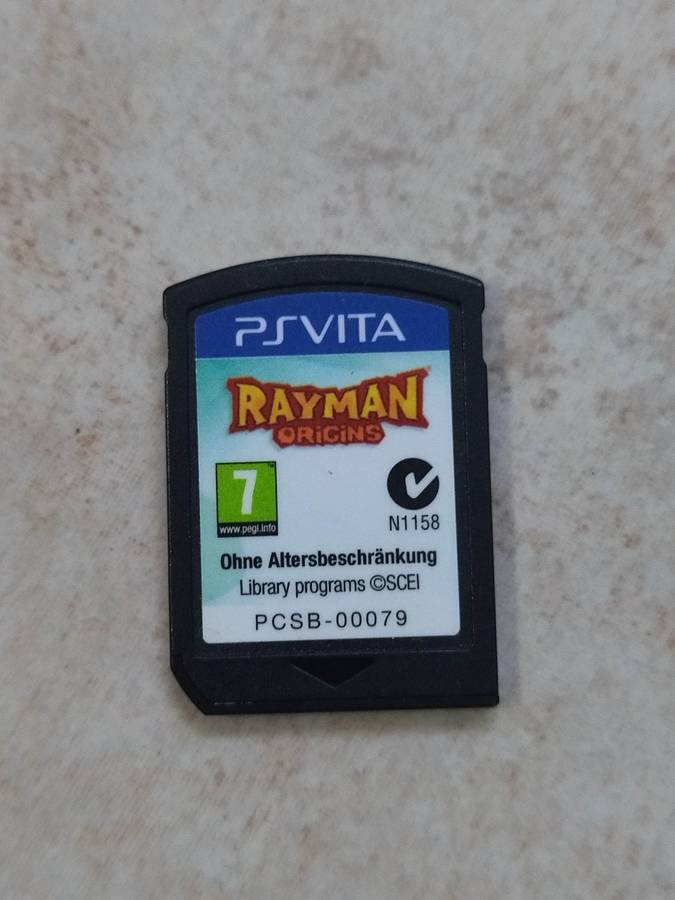 PSVITA
RAYMAN
ORIGINS
7
www.pegi.info
N1158
Ohne Altersbeschränkung
Library programs ©SCEI
PCSB-00079